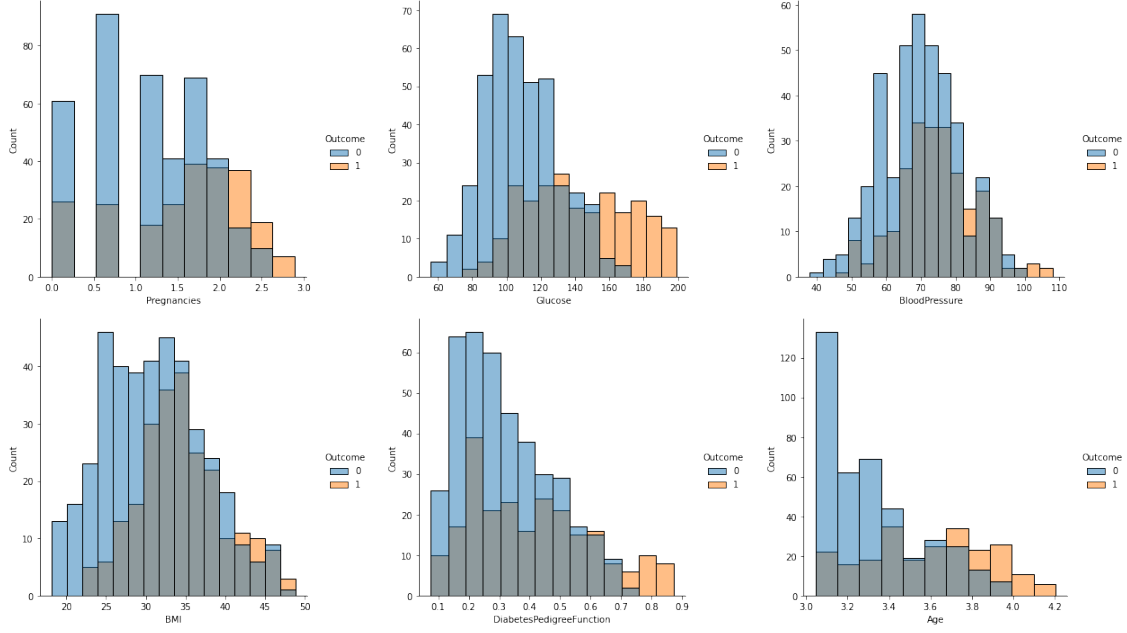 80
60
40
20
0
Count
0.0 0.5 1.0 1.5 2.0 2.5 3.0
Pregnancies
Outcome
0
1
70
60
50
40
30
20
10
0
Count
60 80 100 120 140 160 180 200
Glucose
Outcome
0
1
60
50
40
30
20
10
0
Count
40 50 60 70 80 90 100 110
BloodPressure
Outcome
0
1
40
30
20
10
0
Count
20 25 30 35 40 45 50
BMI
Outcome
0
1
60
50
40
30
20
10
0
Count
0.1 0.2 0.3 0.4 0.5 0.6 0.7 0.8 0.9
DiabetesPedigreeFunction
Outcome
0
1
120
100
80
60
40
20
0
Count
3.0 3.2 3.4 3.6 3.8 4.0 4.2
Age
Outcome
0
1